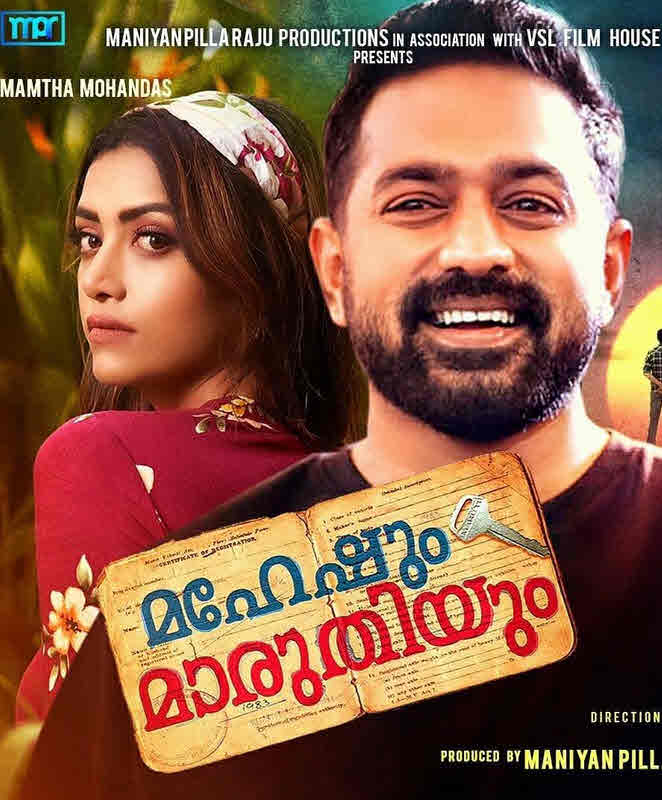 mpr
MANIYANPILLA RAJU PRODUCTIONS IN ASSOCIATION WITH VSL FILM HOUSE
PRESENTS
MAMTHA MOHANDAS
CERTIFICATE OF REGISTRATION
മഹേഷും
മാരുതിയും
1983
DIRECTION
PRODUCED BY MANIYAN PILL